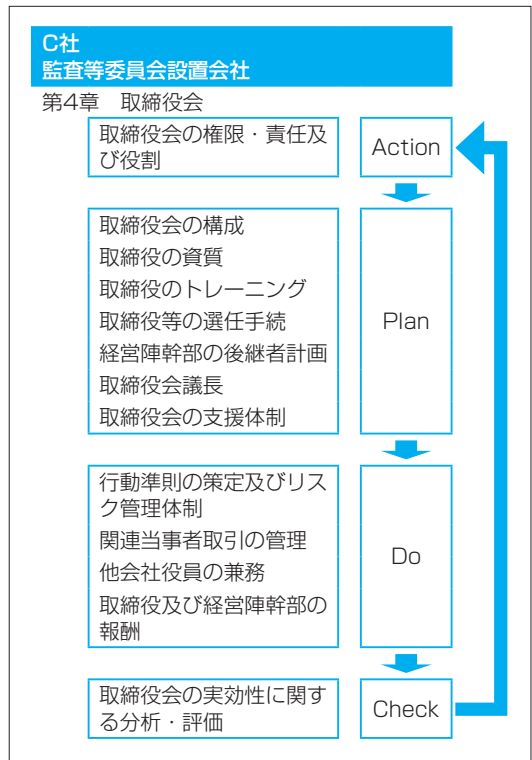 C社
監査等委員会設置会社
第4章　取締役会
取締役会の権限・責任及
び役割
Action
取締役会の構成
取締役の資質
取締役のトレーニング
取締役等の選任手続
経営陣幹部の後継者計画
取締役会議長
取締役会の支援体制
Plan
行動準則の策定及びリス
ク管理体制
関連当事者取引の管理
他会社役員の兼務
取締役及び経営陣幹部の
報酬
Do
取締役会の実効性に関す
る分析・評価
Check